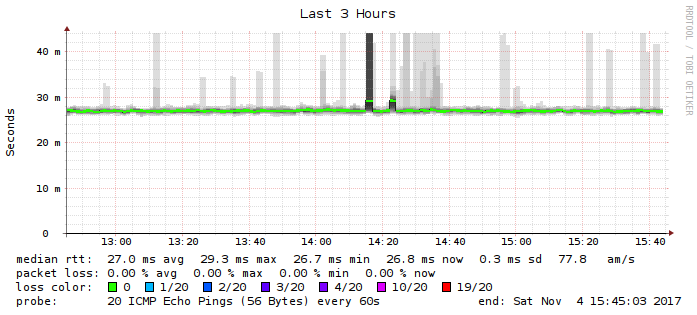 Last 3 Hours
RRDTOOL / TOBI OETIKER
Seconds
40 m
30 m
20 m
10 m
0
13:00 13:20 13:40 14:00 14:20 14:40 15:00 15:20 15:40
median rtt: 27.0 ms avg 29.3 ms max 26.7 ms min 26.8 ms now 0.3 ms sd 77.8 am/s
packet loss: 0.00 % avg 0.00 % max 0.00 % min 0.00 % now
loss color: 0 1/20 2/20 3/20 4/20 10/20 19/20
probe: 20 ICMP Echo Pings (56 Bytes) every 60s end: Sat Nov 4 15:45:03 2017